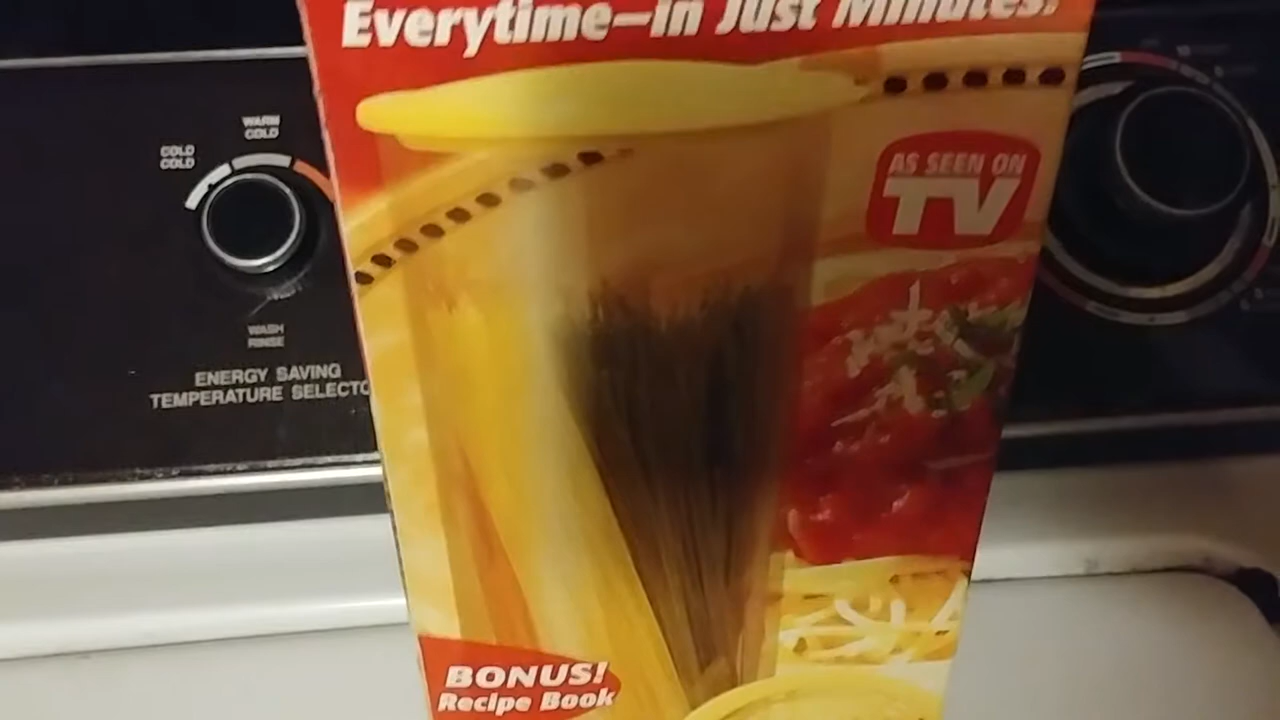 Everytime—in Just Minutes!
AS SEEN ON
TV
WARM
COLD
COLD
COLD
WASH
RINSE
ENERGY SAVING
TEMPERATURE SELECTO
BONUS!
Recipe Book